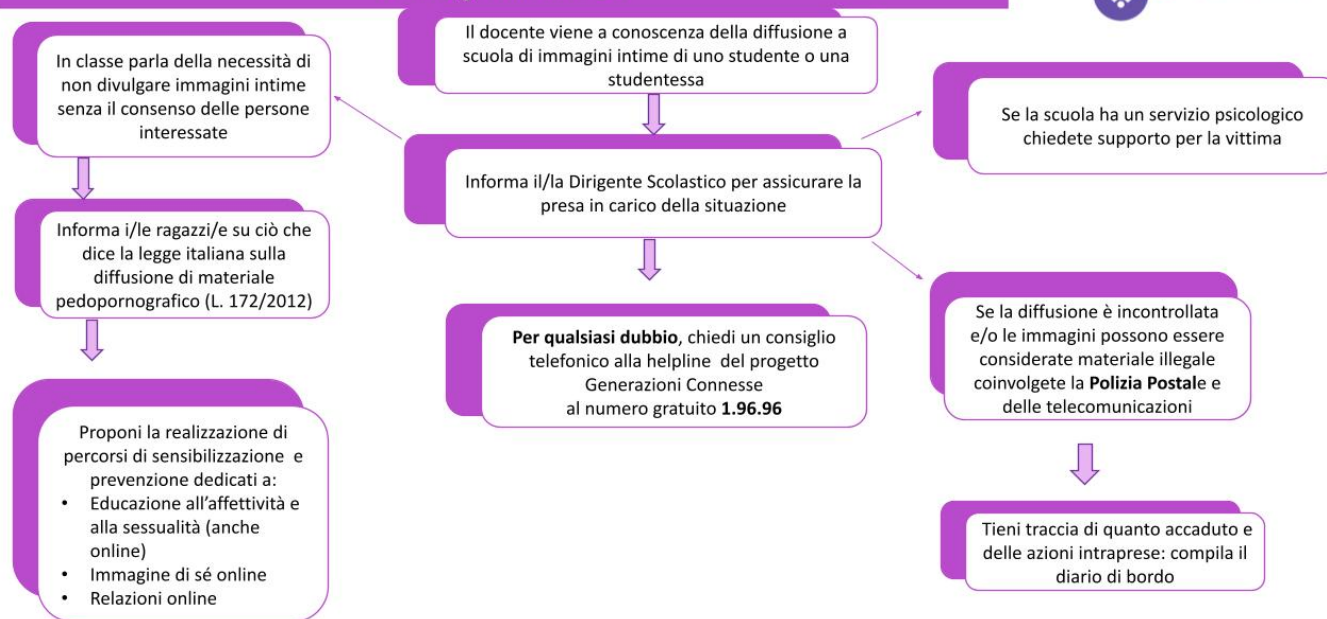 Il docente viene a conoscenza della diffusione a
scuola di immagini intime di uno studente o una
studentessa
In classe parla della necessità di
non divulgare immagini intime
senza il consenso delle persone
interessate
Se la scuola ha un servizio psicologico
chiedete supporto per la vittima
Informa il/la Dirigente Scolastico per assicurare la
presa in carico della situazione
Informa i/le ragazzi/e su ciò che
dice la legge italiana sulla
diffusione di materiale
pedopornografico (L. 172/2012)
Per qualsiasi dubbio, chiedi un consiglio
telefonico alla helpline del progetto
Generazioni Connesse
al numero gratuito 1.96.96
Se la diffusione è incontrollata
e/o le immagini possono essere
considerate materiale illegale
coinvolgete la Polizia Postale e
delle telecomunicazioni
Proponi la realizzazione di
percorsi di sensibilizzazione e
prevenzione dedicati a:
• Educazione all'affettività e
alla sessualità (anche
online)
• Immagine di sé online
• Relazioni online
Tieni traccia di quanto accaduto e
delle azioni intraprese: compila il
diario di bordo